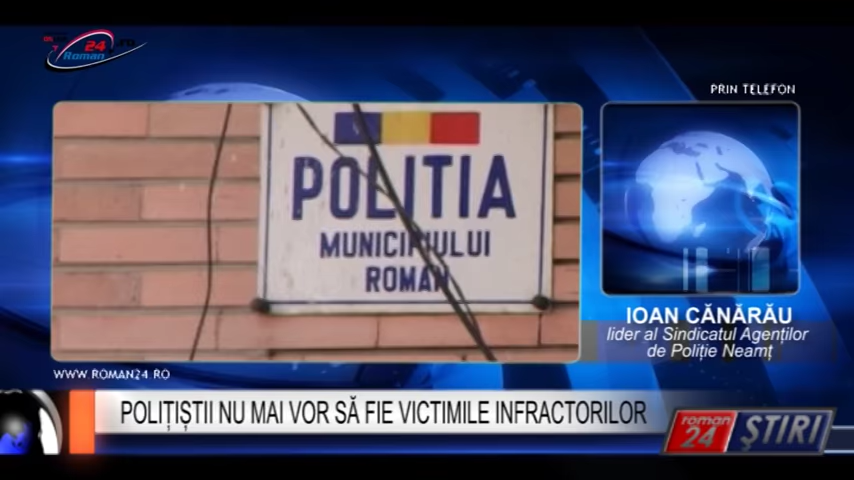 24.ro
Roman
PRIN TELEFON
POLITIA
MUNICIPIULUI
ROMAN
IOAN CĂNĂRĂU
lider al Sindicatul Agenților
de Poliție Neamț
WWW.ROMAN24.RO
POLIȚIȘTII NU MAI VOR SĂ FIE VICTIMILE INFRACTORILOR
roman
24
ȘTIRI